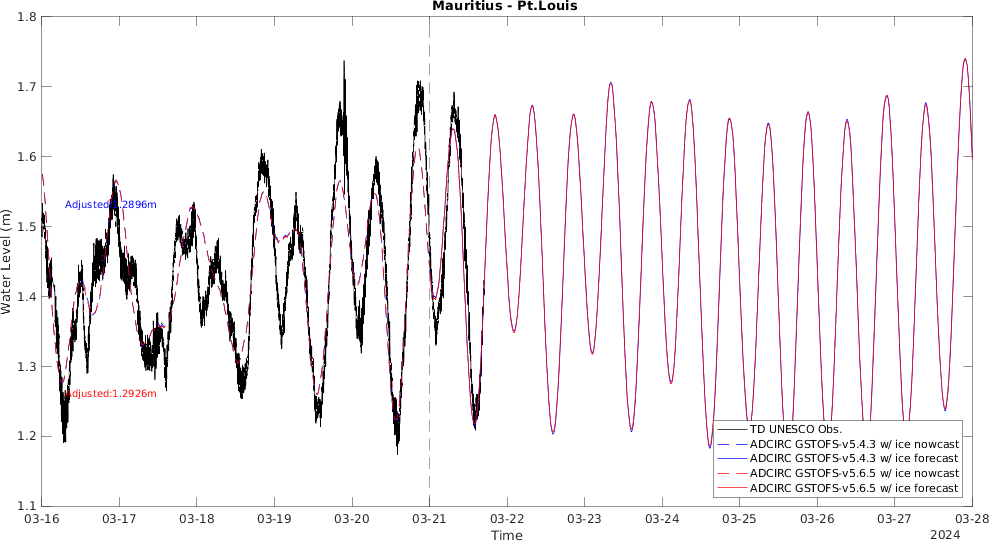 Mauritius - Pt.Louis
Water Level (m)
1.8
1.7
1.6
1.5
1.4
1.3
1.2
1.1
Adjusted:1.2896m
Adjusted:1.2926m
TD UNESCO Obs.
ADCIRC GSTOFS-v5.4.3 w/ ice nowcast
ADCIRC GSTOFS-v5.4.3 w/ ice forecast
ADCIRC GSTOFS-v5.6.5 w/ ice nowcast
ADCIRC GSTOFS-v5.6.5 w/ ice forecast
03-16 03-17 03-18 03-19 03-20 03-21 03-22 03-23 03-24 03-25 03-26 03-27 03-28
Time
2024